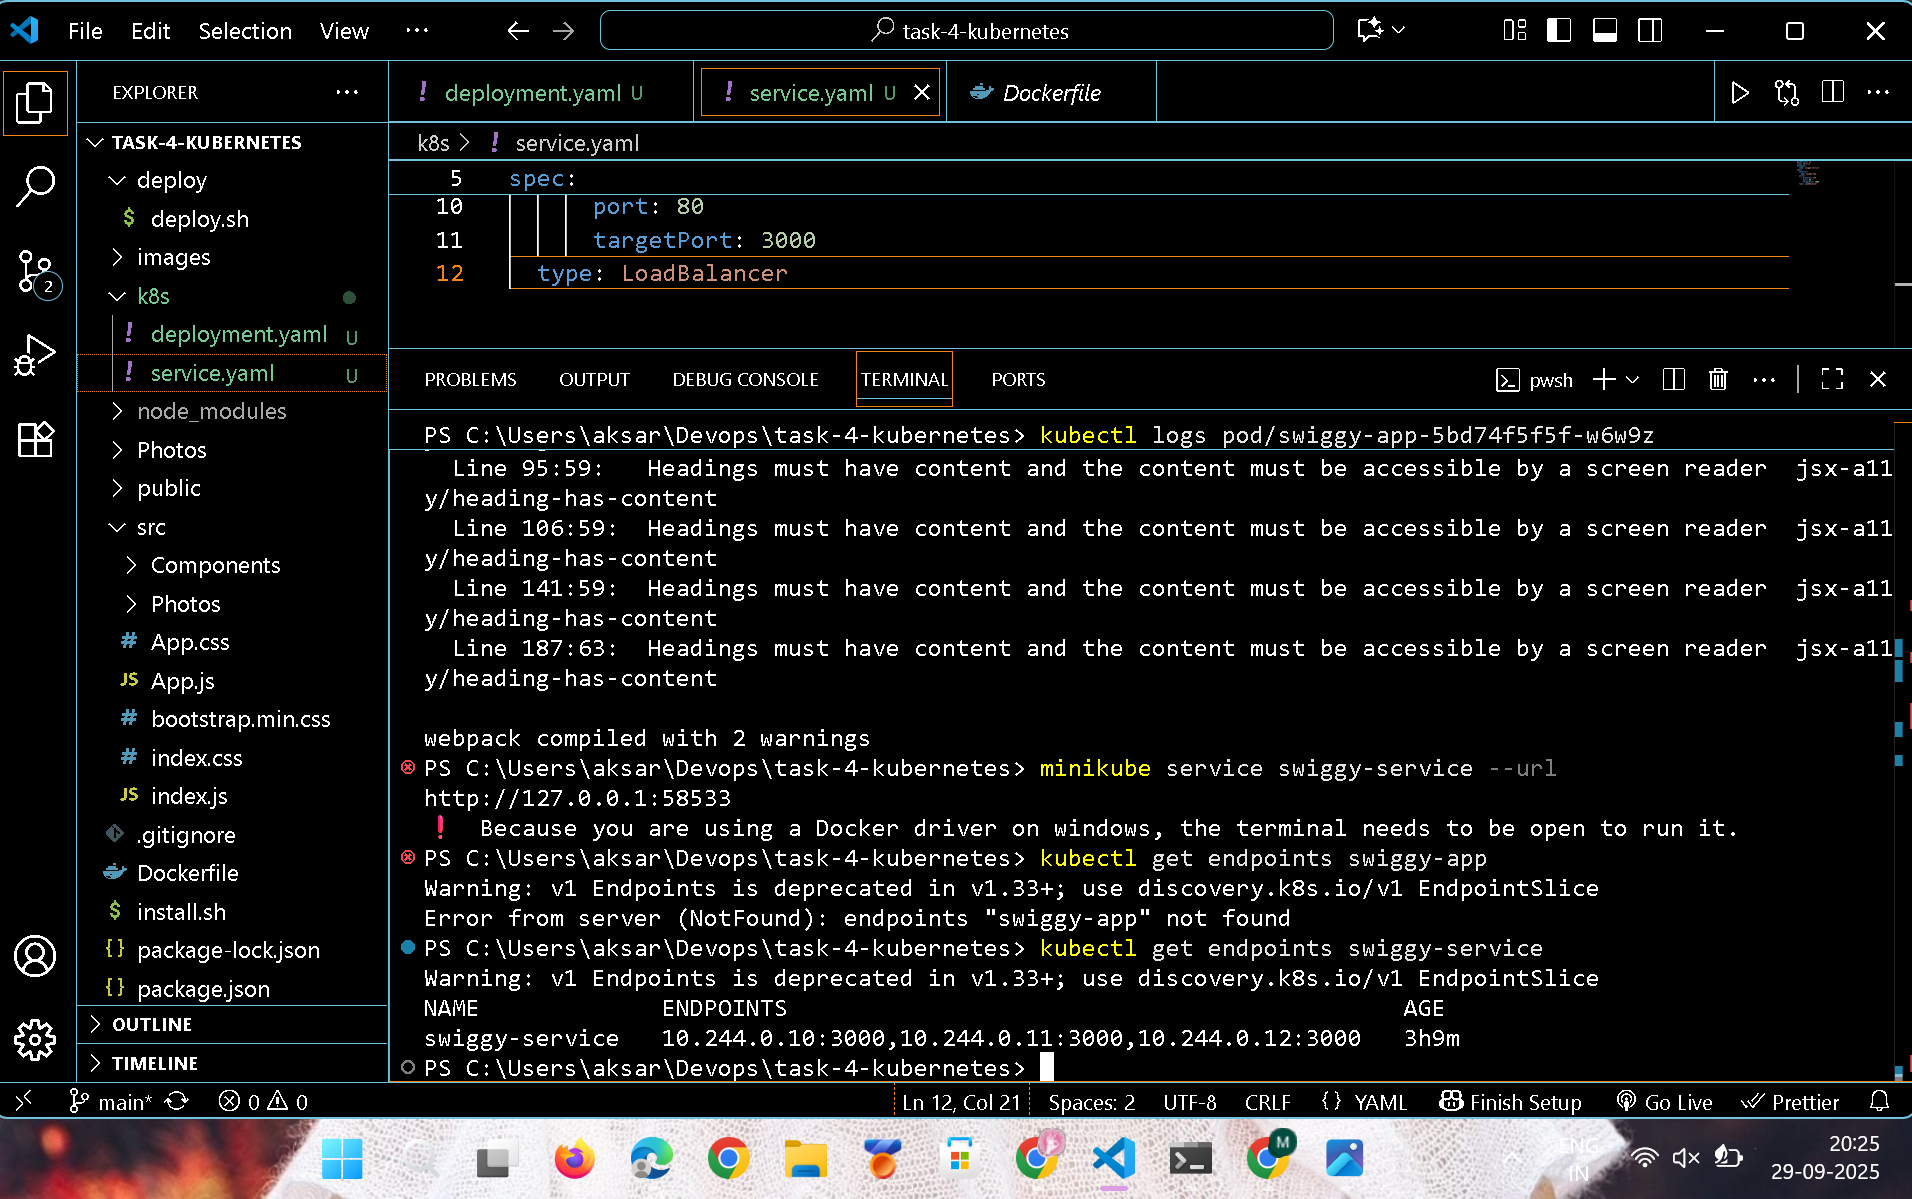 File Edit Selection View ···
task-4-kubernetes
EXPLORER ···
TASK-4-KUBERNETES
deploy
$ deploy.sh
images
k8s
! deployment.yaml U
! service.yaml U
node_modules
Photos
public
src
Components
Photos
# App.css
JS App.js
# bootstrap.min.css
# index.css
JS index.js
.gitignore
Dockerfile
$ install.sh
{} package-lock.json
{} package.json
OUTLINE
TIMELINE
2
! deployment.yaml U
! service.yaml U
Dockerfile
k8s > ! service.yaml
5 spec:
10 port: 80
11 targetPort: 3000
12 type: LoadBalancer
PROBLEMS OUTPUT DEBUG CONSOLE TERMINAL PORTS
pwsh
PS C:\Users\aksar\Devops\task-4-kubernetes> kubectl logs pod/swiggy-app-5bd74f5f5f-w6w9z
Line 95:59: Headings must have content and the content must be accessible by a screen reader jsx-a11
y/heading-has-content
Line 106:59: Headings must have content and the content must be accessible by a screen reader jsx-a11
y/heading-has-content
Line 141:59: Headings must have content and the content must be accessible by a screen reader jsx-a11
y/heading-has-content
Line 187:63: Headings must have content and the content must be accessible by a screen reader jsx-a11
y/heading-has-content
webpack compiled with 2 warnings
PS C:\Users\aksar\Devops\task-4-kubernetes> minikube service swiggy-service --url
http://127.0.0.1:58533
❗ Because you are using a Docker driver on windows, the terminal needs to be open to run it.
PS C:\Users\aksar\Devops\task-4-kubernetes> kubectl get endpoints swiggy-app
Warning: v1 Endpoints is deprecated in v1.33+; use discovery.k8s.io/v1 EndpointSlice
Error from server (NotFound): endpoints "swiggy-app" not found
PS C:\Users\aksar\Devops\task-4-kubernetes> kubectl get endpoints swiggy-service
Warning: v1 Endpoints is deprecated in v1.33+; use discovery.k8s.io/v1 EndpointSlice
NAME ENDPOINTS AGE
swiggy-service 10.244.0.10:3000,10.244.0.11:3000,10.244.0.12:3000 3h9m
PS C:\Users\aksar\Devops\task-4-kubernetes>
main* 0 0 Ln 12, Col 21 Spaces: 2 UTF-8 CRLF {} YAML Finish Setup Go Live Prettier
M
ENG
IN
20:25
29-09-2025